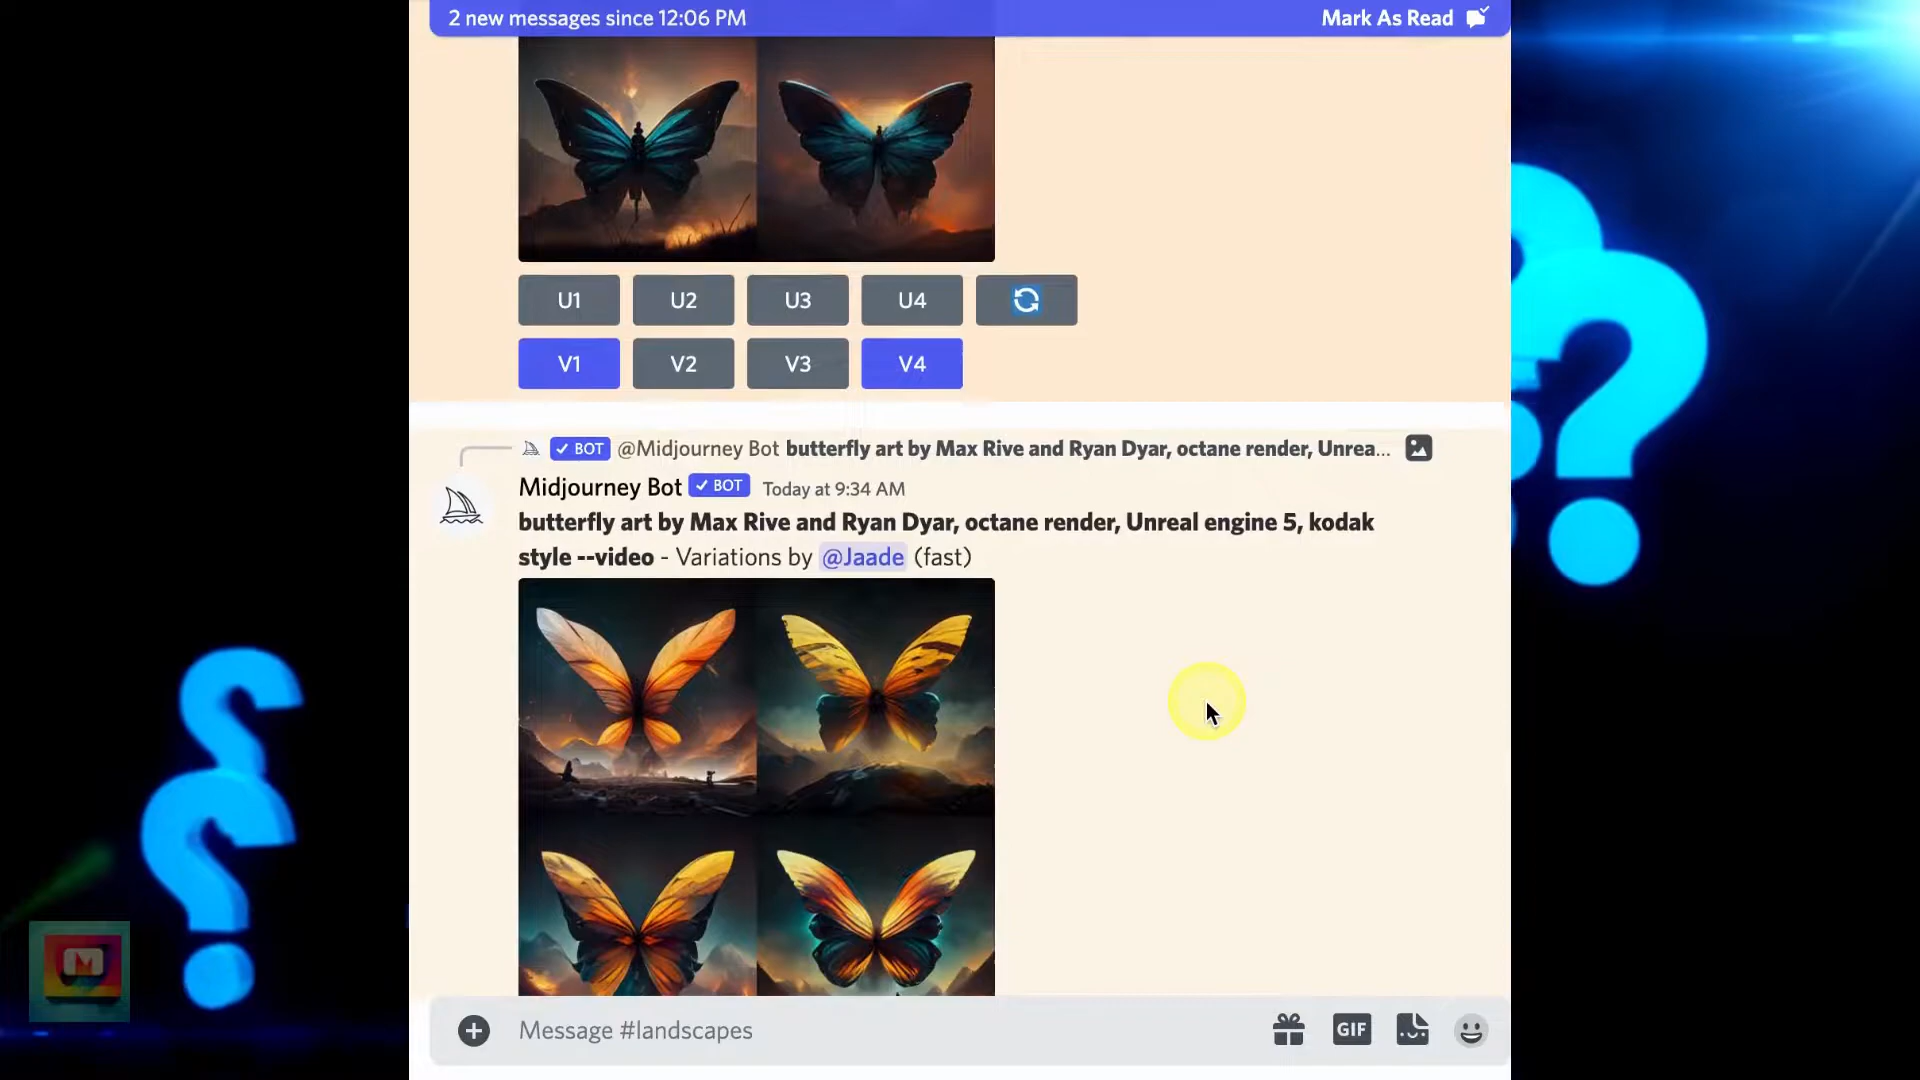 2 new messages since 12:06 PM
Mark As Read
U1 U2 U3 U4
V1 V2 V3 V4
BOT @Midjourney Bot butterfly art by Max Rive and Ryan Dyar, octane render, Unrea...
Midjourney Bot BOT Today at 9:34 AM
butterfly art by Max Rive and Ryan Dyar, octane render, Unreal engine 5, kodak
style --video - Variations by @Jaade (fast)
Message #landscapes
GIF
? ? ? ?
M